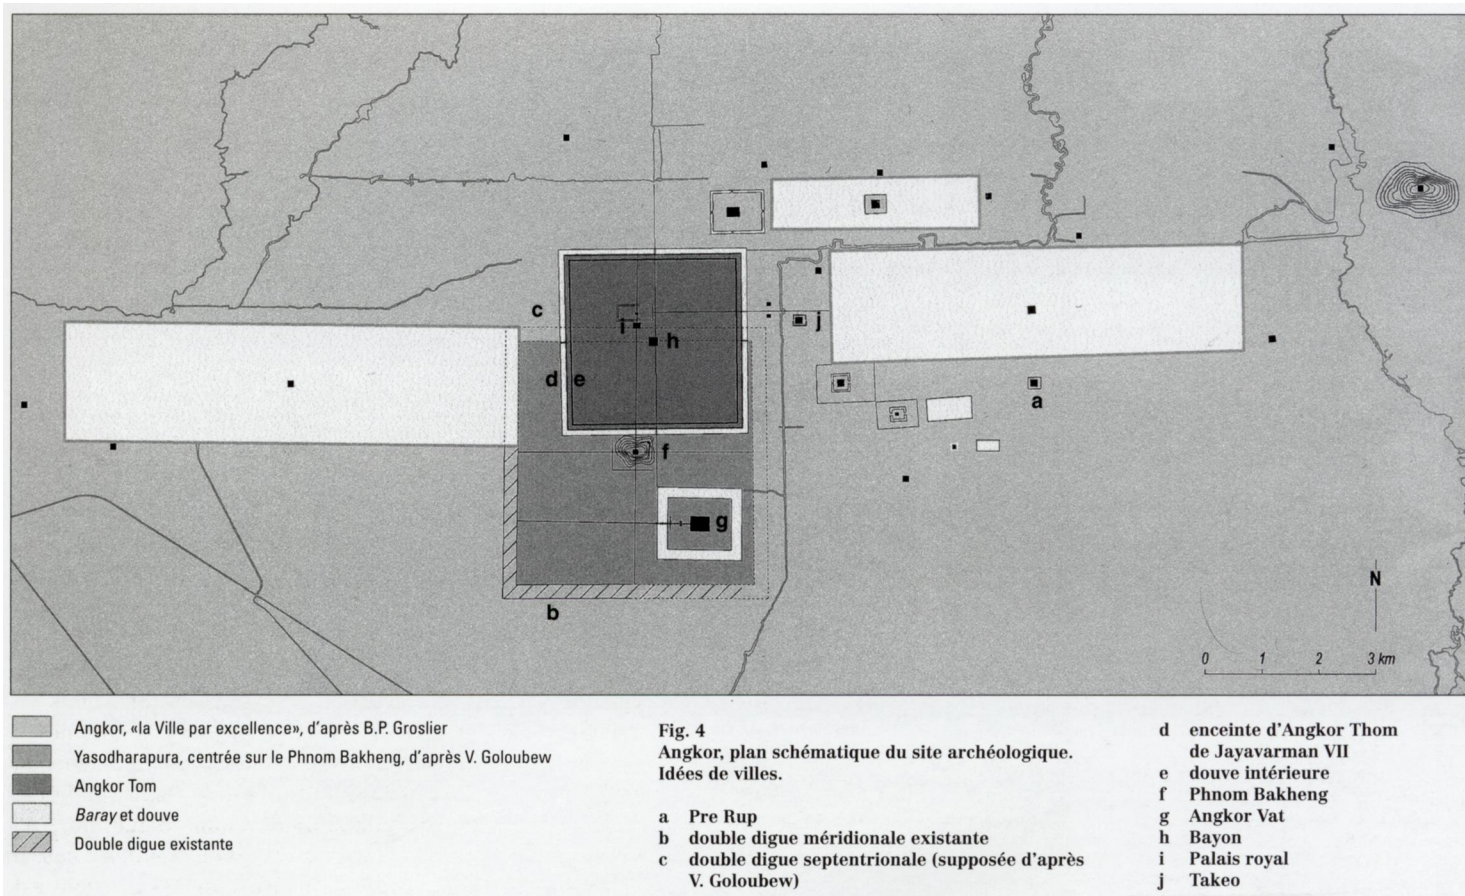 c
i
h
j
d
e
a
f
g
b
N
0 1 2 3 km
Angkor, «la Ville par excellence», d'après B.P. Groslier
Yasodharapura, centrée sur le Phnom Bakheng, d'après V. Goloubew
Angkor Tom
Baray et douve
Double digue existante
Fig. 4
Angkor, plan schématique du site archéologique.
Idées de villes.
a Pre Rup
b double digue méridionale existante
c double digue septentrionale (supposée d'après
V. Goloubew)
d enceinte d'Angkor Thom
de Jayavarman VII
e douve intérieure
f Phnom Bakheng
g Angkor Vat
h Bayon
i Palais royal
j Takeo